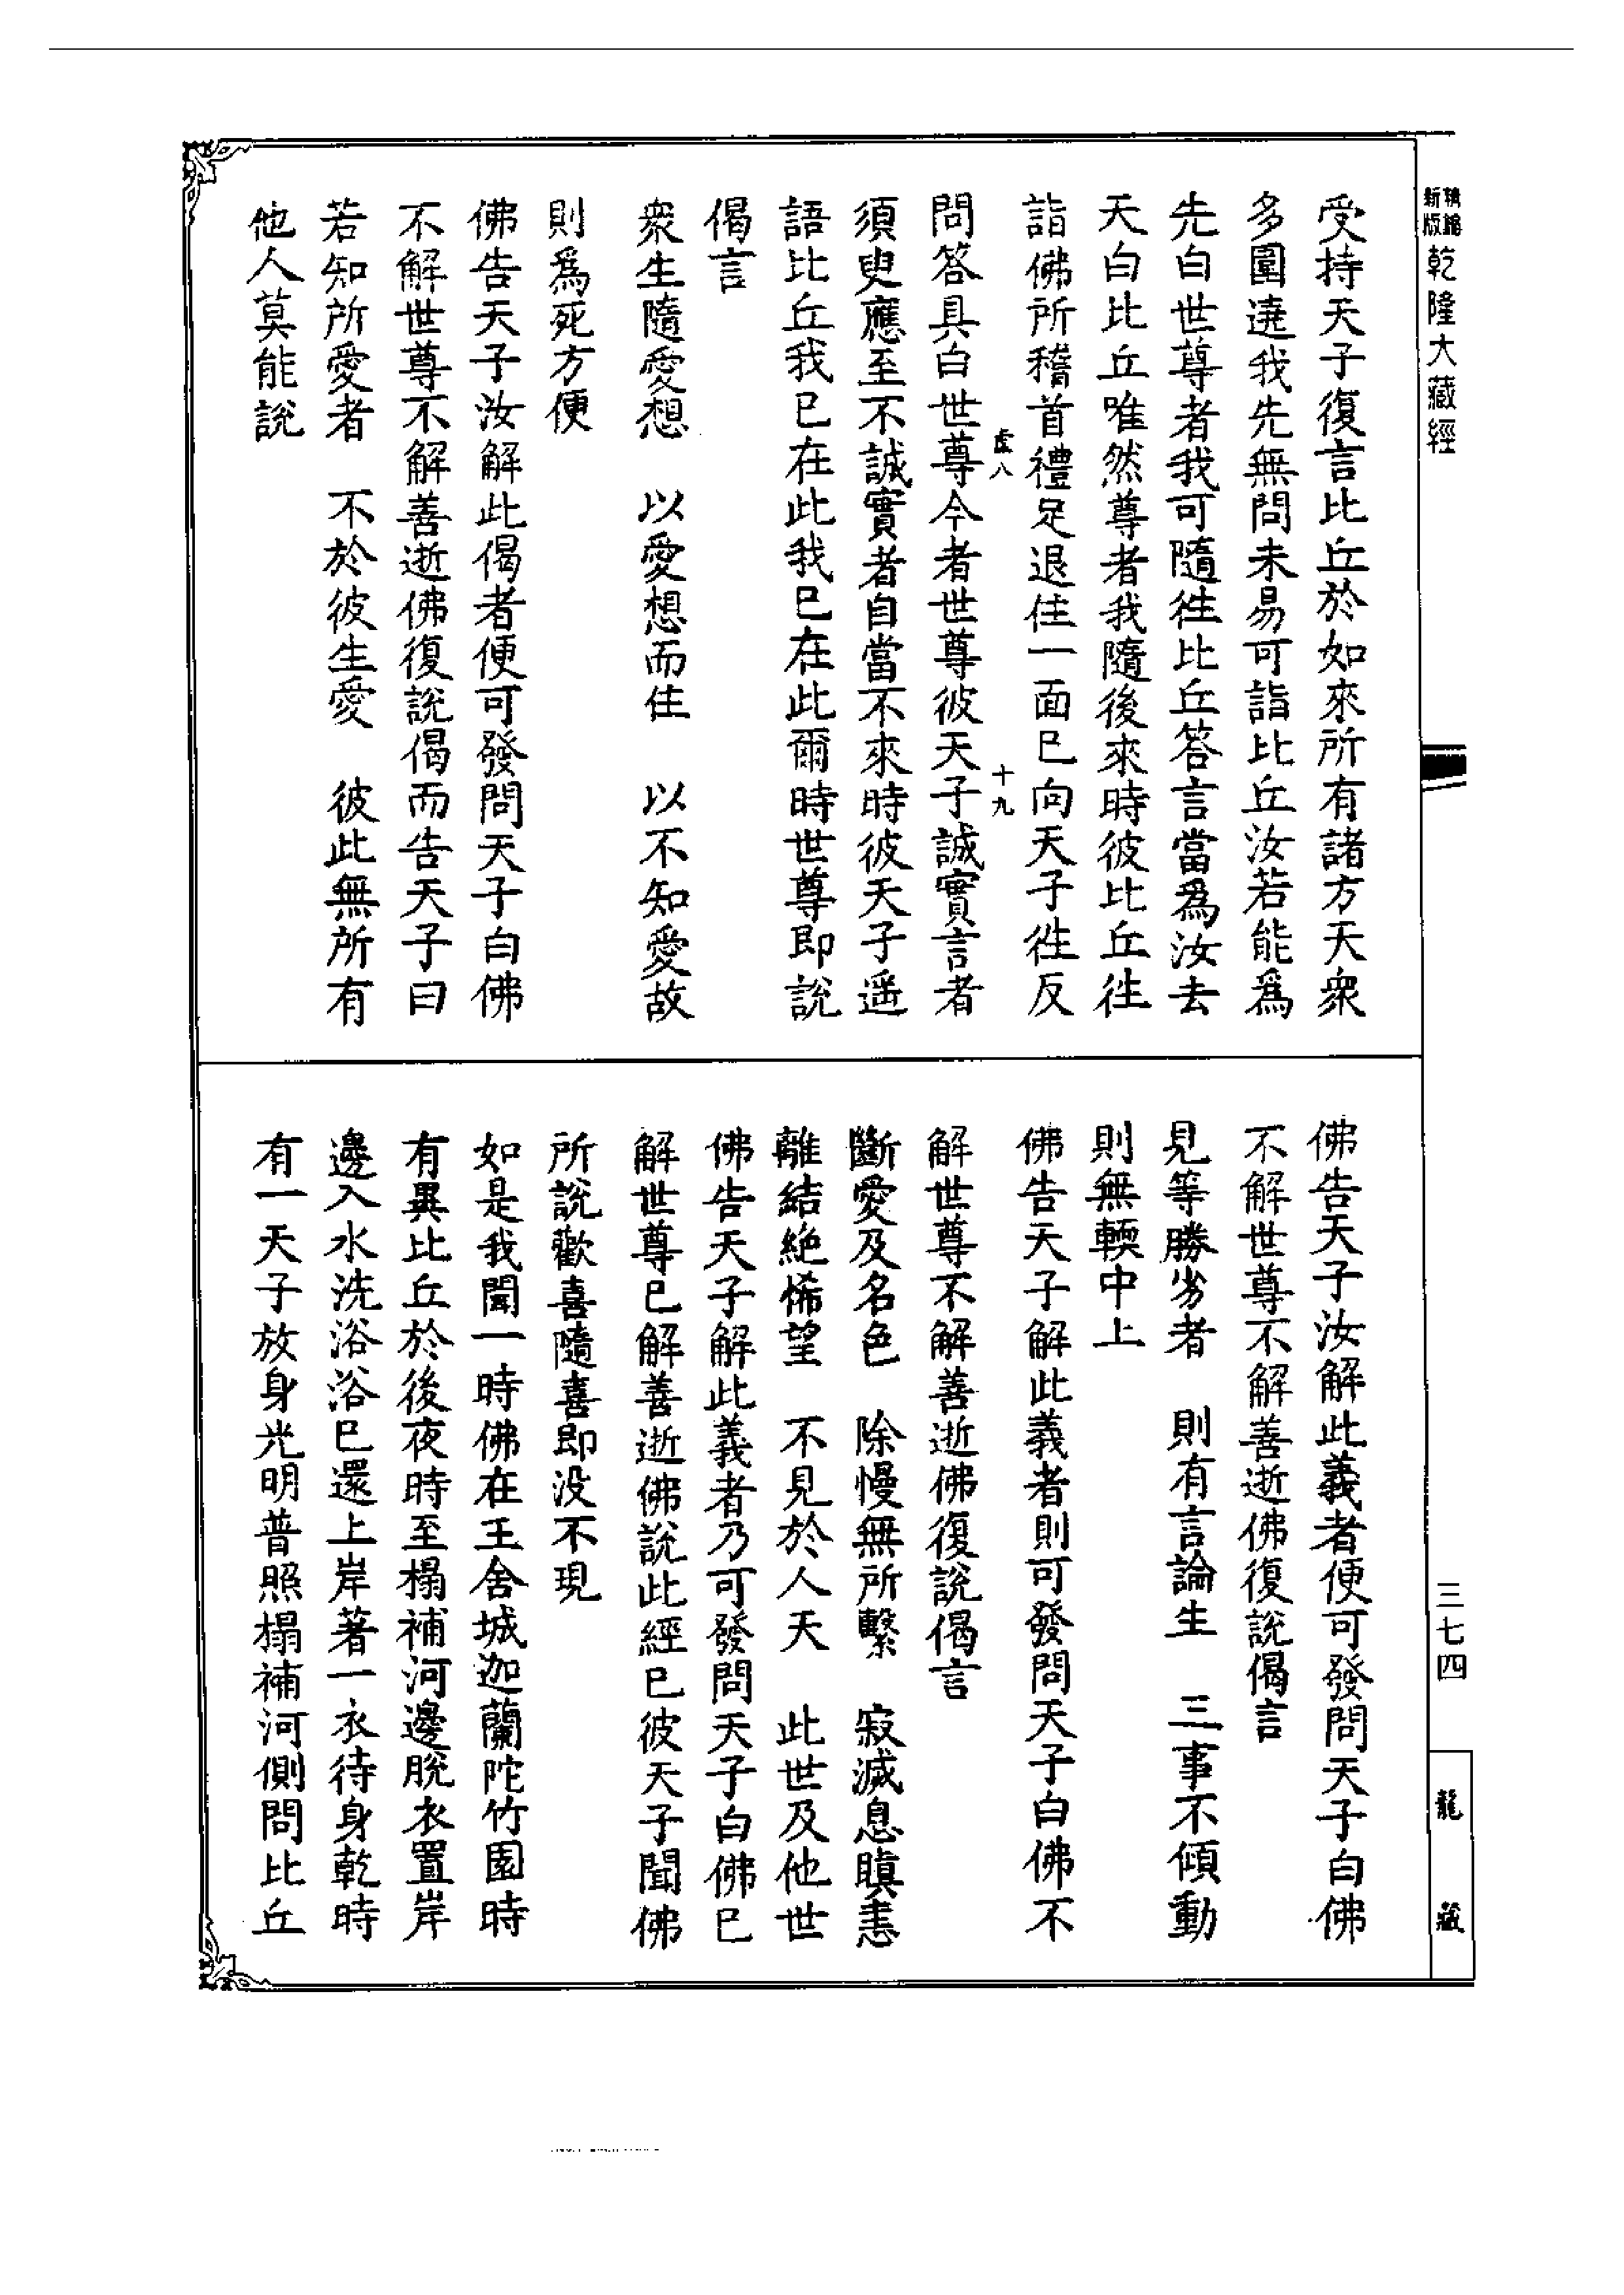 新版 精編 乾隆大藏經
受持天子復言比丘於如來所有諸方天衆
多圍遶我先無問未易可詣比丘汝若能爲
先白世尊者我可隨徃比丘答言當爲汝去
天白比丘唯然尊者我隨後來時彼比丘徃
詣佛所稽首禮足退住一面已向天子徃反
虛八 十九
問答具白世尊今者世尊彼天子誠實言者
須臾應至不誠實者自當不來時彼天子遥
語比丘我已在此我已在此爾時世尊即説
偈言
衆生隨愛想 以愛想而住 以不知愛故
則爲死方便
佛告天子汝解此偈者便可發問天子白佛
不解世尊不解善逝佛復説偈而告天子曰
若知所愛者 不於彼生愛 彼此無所有
他人莫能説
三七四
龍藏
佛告天子汝解此義者便可發問天子白佛
不解世尊不解善逝佛復説偈言
見等勝劣者 則有言論生 三事不傾動
則無輭中上
佛告天子解此義者則可發問天子白佛不
解世尊不解善逝佛復説偈言
斷愛及名色 除慢無所繫 寂滅息瞋恚
離結絶悕望 不見於人天 此世及他世
佛告天子解此義者乃可發問天子白佛已
解世尊已解善逝佛説此經已彼天子聞佛
所説歡喜隨喜即没不現
如是我聞一時佛在王舍城迦蘭陀竹園時
有異比丘於後夜時至搨補河邊脫衣置岸
邊入水洗浴浴已還上岸著一衣待身乾時
有一天子放身光明普照搨補河側問比丘